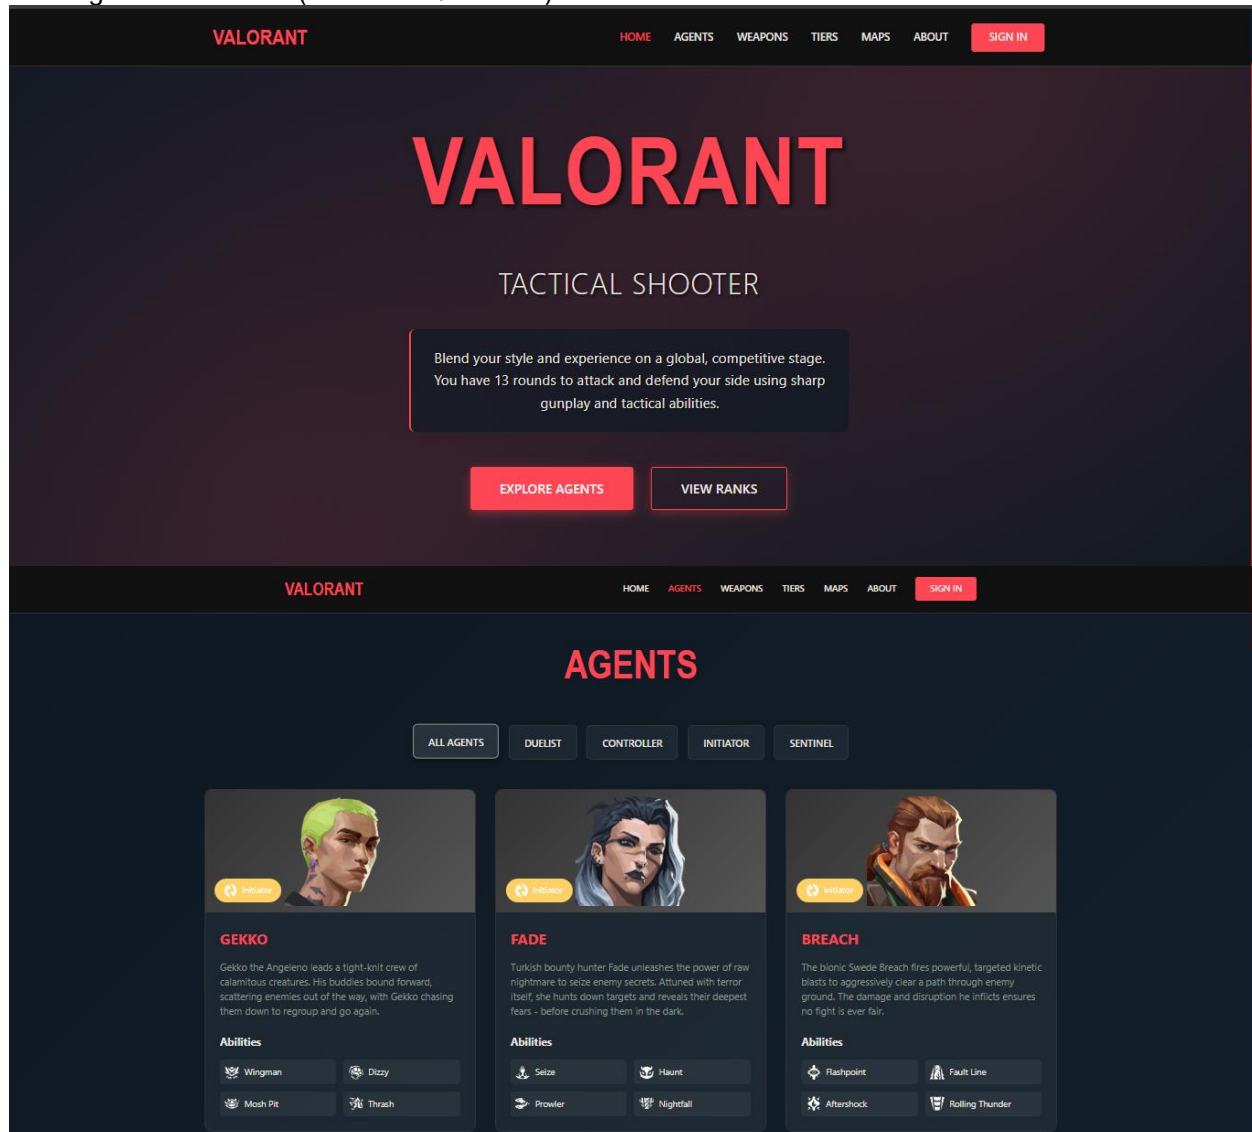 VALORANT
HOME AGENTS WEAPONS TIERS MAPS ABOUT SIGN IN
VALORANT
TACTICAL SHOOTER
Blend your style and experience on a global, competitive stage.
You have 13 rounds to attack and defend your side using sharp
gunplay and tactical abilities.
EXPLORE AGENTS VIEW RANKS
VALORANT
HOME AGENTS WEAPONS TIERS MAPS ABOUT SIGN IN
AGENTS
ALL AGENTS DUELIST CONTROLLER INITIATOR SENTINEL
Initiator
GEKKO
Gekko the Angeleno leads a tight-knit crew of
calamitous creatures. His buddies bound forward,
scattering enemies out of the way, with Gekko chasing
them down to regroup and go again.
Abilities
Wingman Dizzy
Mosh Pit Thrash
Initiator
FADE
Turkish bounty hunter Fade unleashes the power of raw
nightmare to seize enemy secrets. Attuned with terror
itself, she hunts down targets and reveals their deepest
fears - before crushing them in the dark.
Abilities
Seize Haunt
Prowler Nightfall
Initiator
BREACH
The bionic Swede Breach fires powerful, targeted kinetic
blasts to aggressively clear a path through enemy
ground. The damage and disruption he inflicts ensures
no fight is ever fair.
Abilities
Flashpoint Fault Line
Aftershock Rolling Thunder